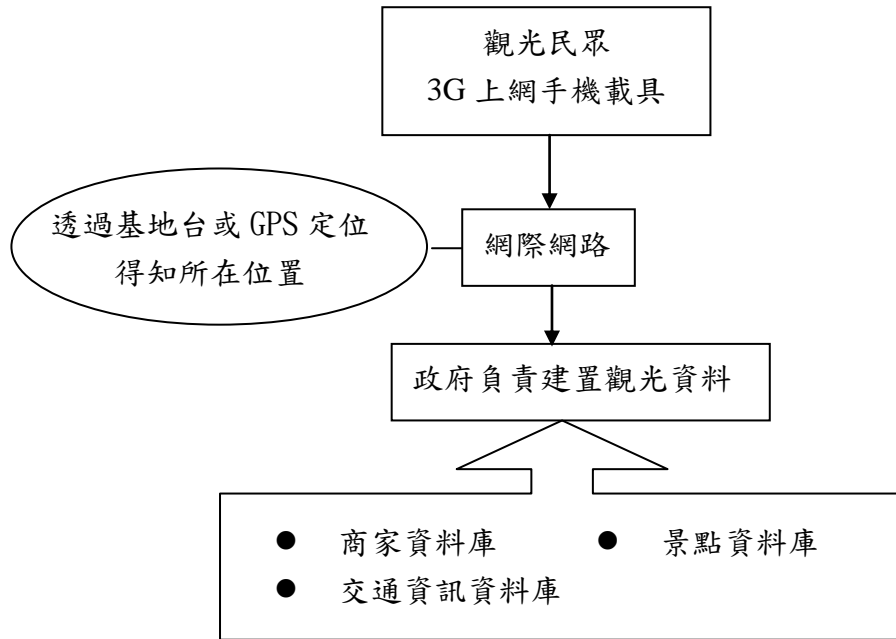 觀光民眾
3G 上網手機載具
透過基地台或 GPS 定位
得知所在位置
網際網路
政府負責建置觀光資料
● 商家資料庫 ● 景點資料庫
● 交通資訊資料庫